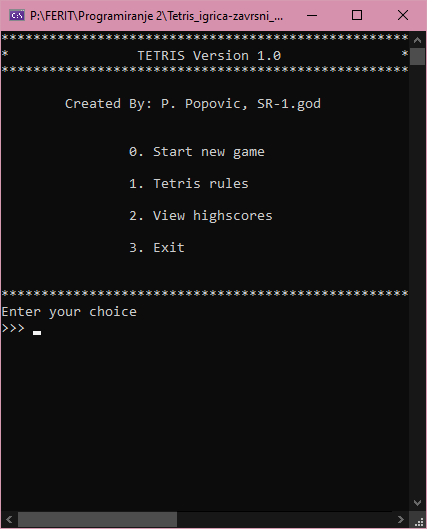 P:\FERIT\Programiranje 2\Tetris_igrica-zavrsni_...
***************************************************
* TETRIS Version 1.0 *
***************************************************
Created By: P. Popovic, SR-1.god
0. Start new game
1. Tetris rules
2. View highscores
3. Exit
***************************************************
Enter your choice
>>>